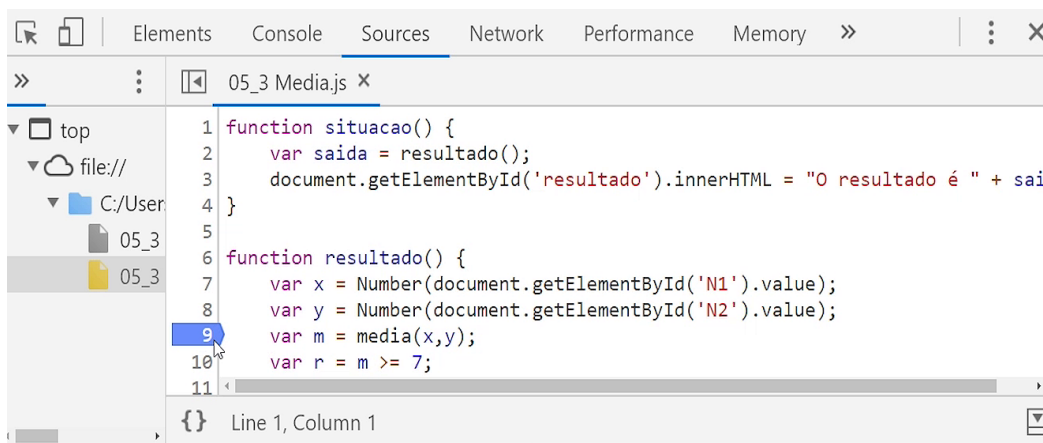 Elements Console Sources Network Performance Memory »
» 05_3 Media.js ×
top
file://
C:/User
05_3
05_3
1 function situacao() {
2 var saida = resultado();
3 document.getElementById('resultado').innerHTML = "O resultado é " + sai
4 }
5
6 function resultado() {
7 var x = Number(document.getElementById('N1').value);
8 var y = Number(document.getElementById('N2').value);
9 var m = media(x,y);
10 var r = m >= 7;
11
{} Line 1, Column 1